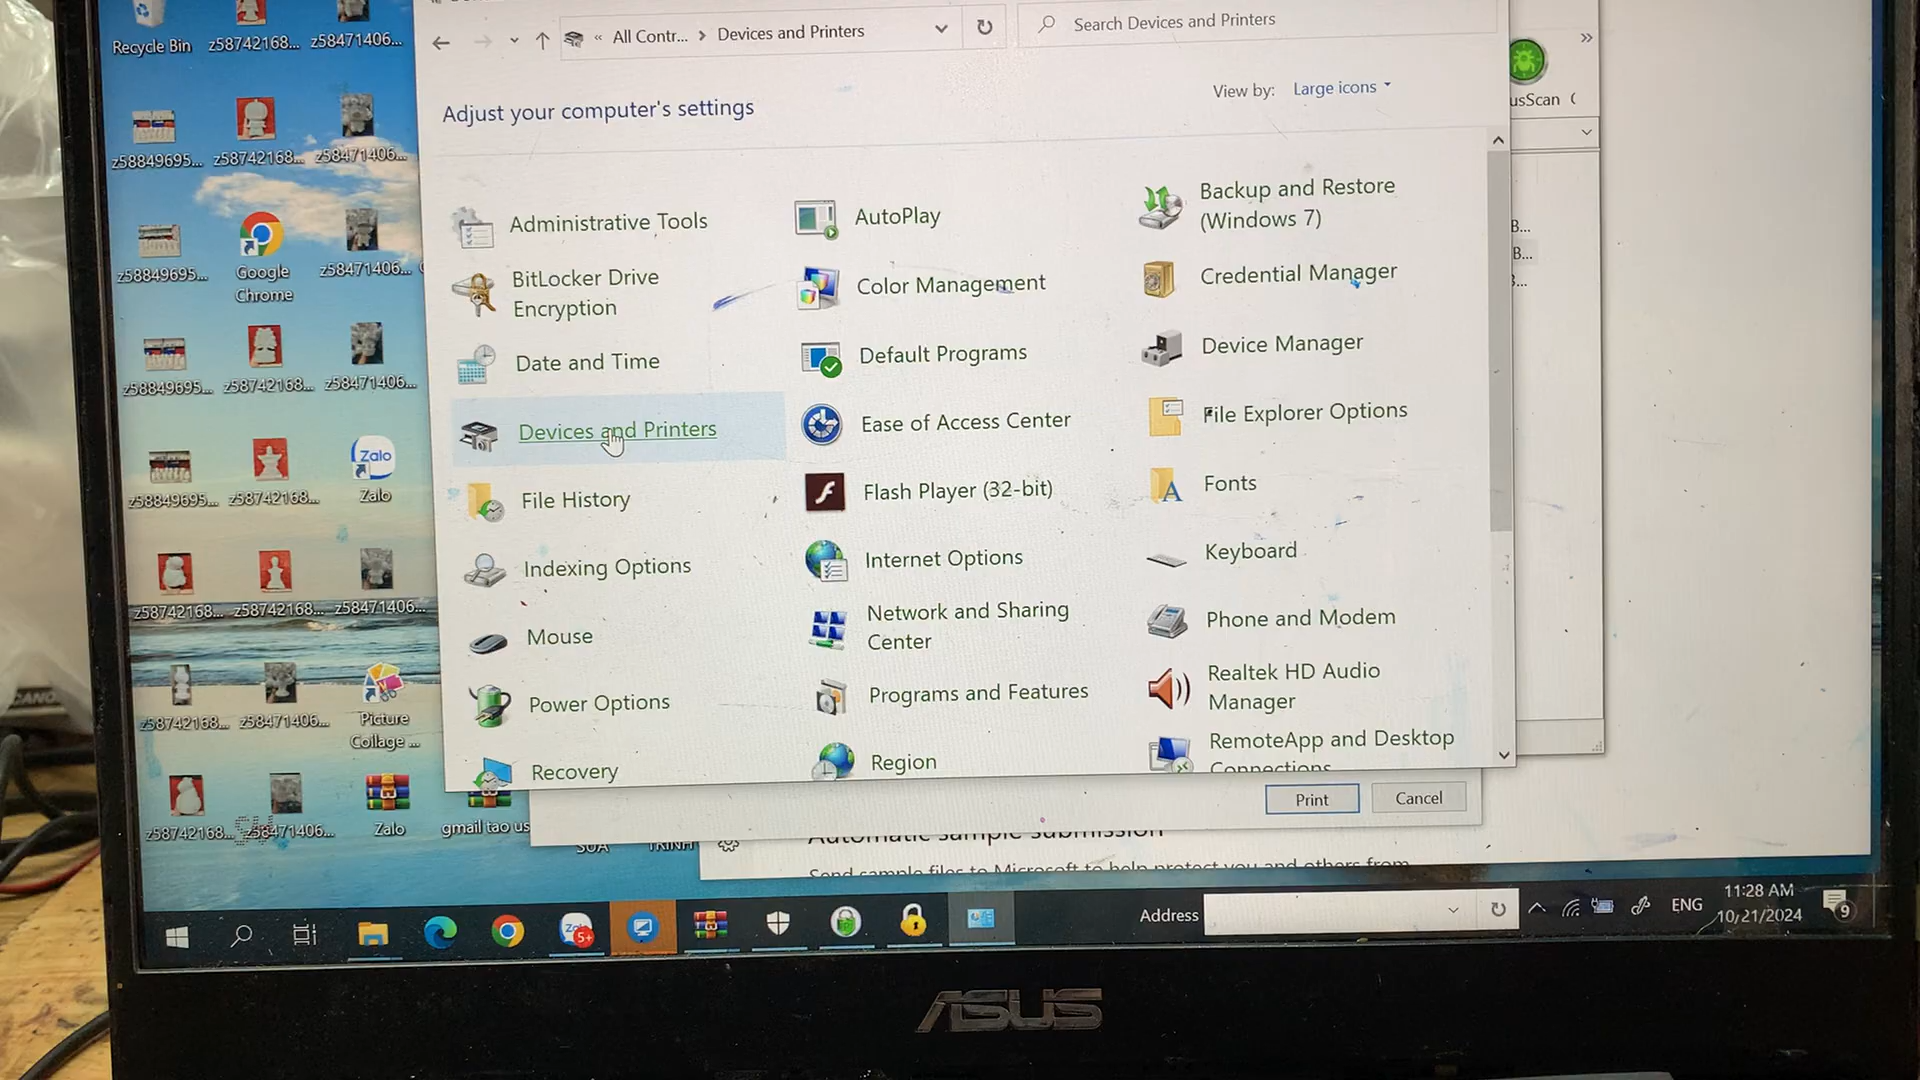 « All Contr... > Devices and Printers
Search Devices and Printers
Adjust your computer's settings
View by: Large icons
Administrative Tools
AutoPlay
Backup and Restore
(Windows 7)
BitLocker Drive
Encryption
Color Management
Credential Manager
Date and Time
Default Programs
Device Manager
Devices and Printers
Ease of Access Center
File Explorer Options
File History
Flash Player (32-bit)
Fonts
Indexing Options
Internet Options
Keyboard
Mouse
Network and Sharing
Center
Phone and Modem
Power Options
Programs and Features
Realtek HD Audio
Manager
Recovery
Region
RemoteApp and Desktop
Connections
Print
Cancel
Automatic sample submission
Send sample files to Microsoft to help protect you and others from
usScan (
B...
B...
Recycle Bin
z58742168...
z58471406...
z58849695...
z58742168...
z58471406...
z58849695...
Google
Chrome
z58471406...
z58849695...
z58742168...
z58471406...
z58849695...
z58742168...
Zalo
Zalo
z58742168...
z58742168...
z58471406...
z58742168...
z58471406...
Picture
Collage ...
z58742168...
z58471406...
Zalo
gmail tao us
SUA
TRINH
5+
Address
ENG
11:28 AM
10/21/2024
9
ASUS